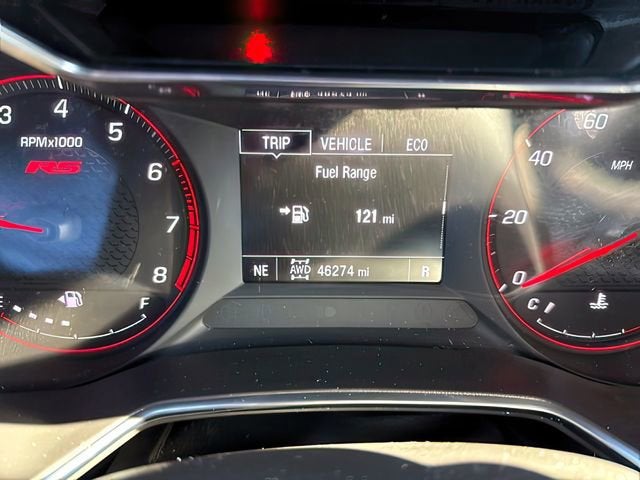 TRIP VEHICLE ECO
Fuel Range
121 mi
NE AWD 46274 mi R
3 4 5 6 7 8
RPMx1000
RS
E F
0 20 40 60
MPH
C